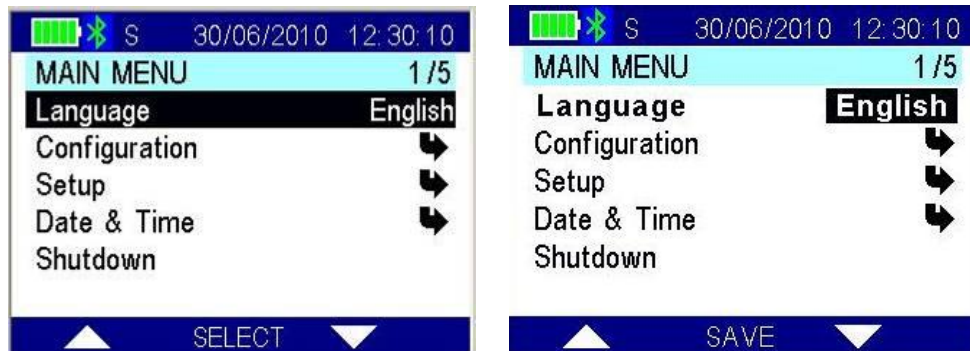 S 30/06/2010 12:30:10
MAIN MENU 1/5
Language English
Configuration
Setup
Date & Time
Shutdown
SELECT
S 30/06/2010 12:30:10
MAIN MENU 1/5
Language English
Configuration
Setup
Date & Time
Shutdown
SAVE